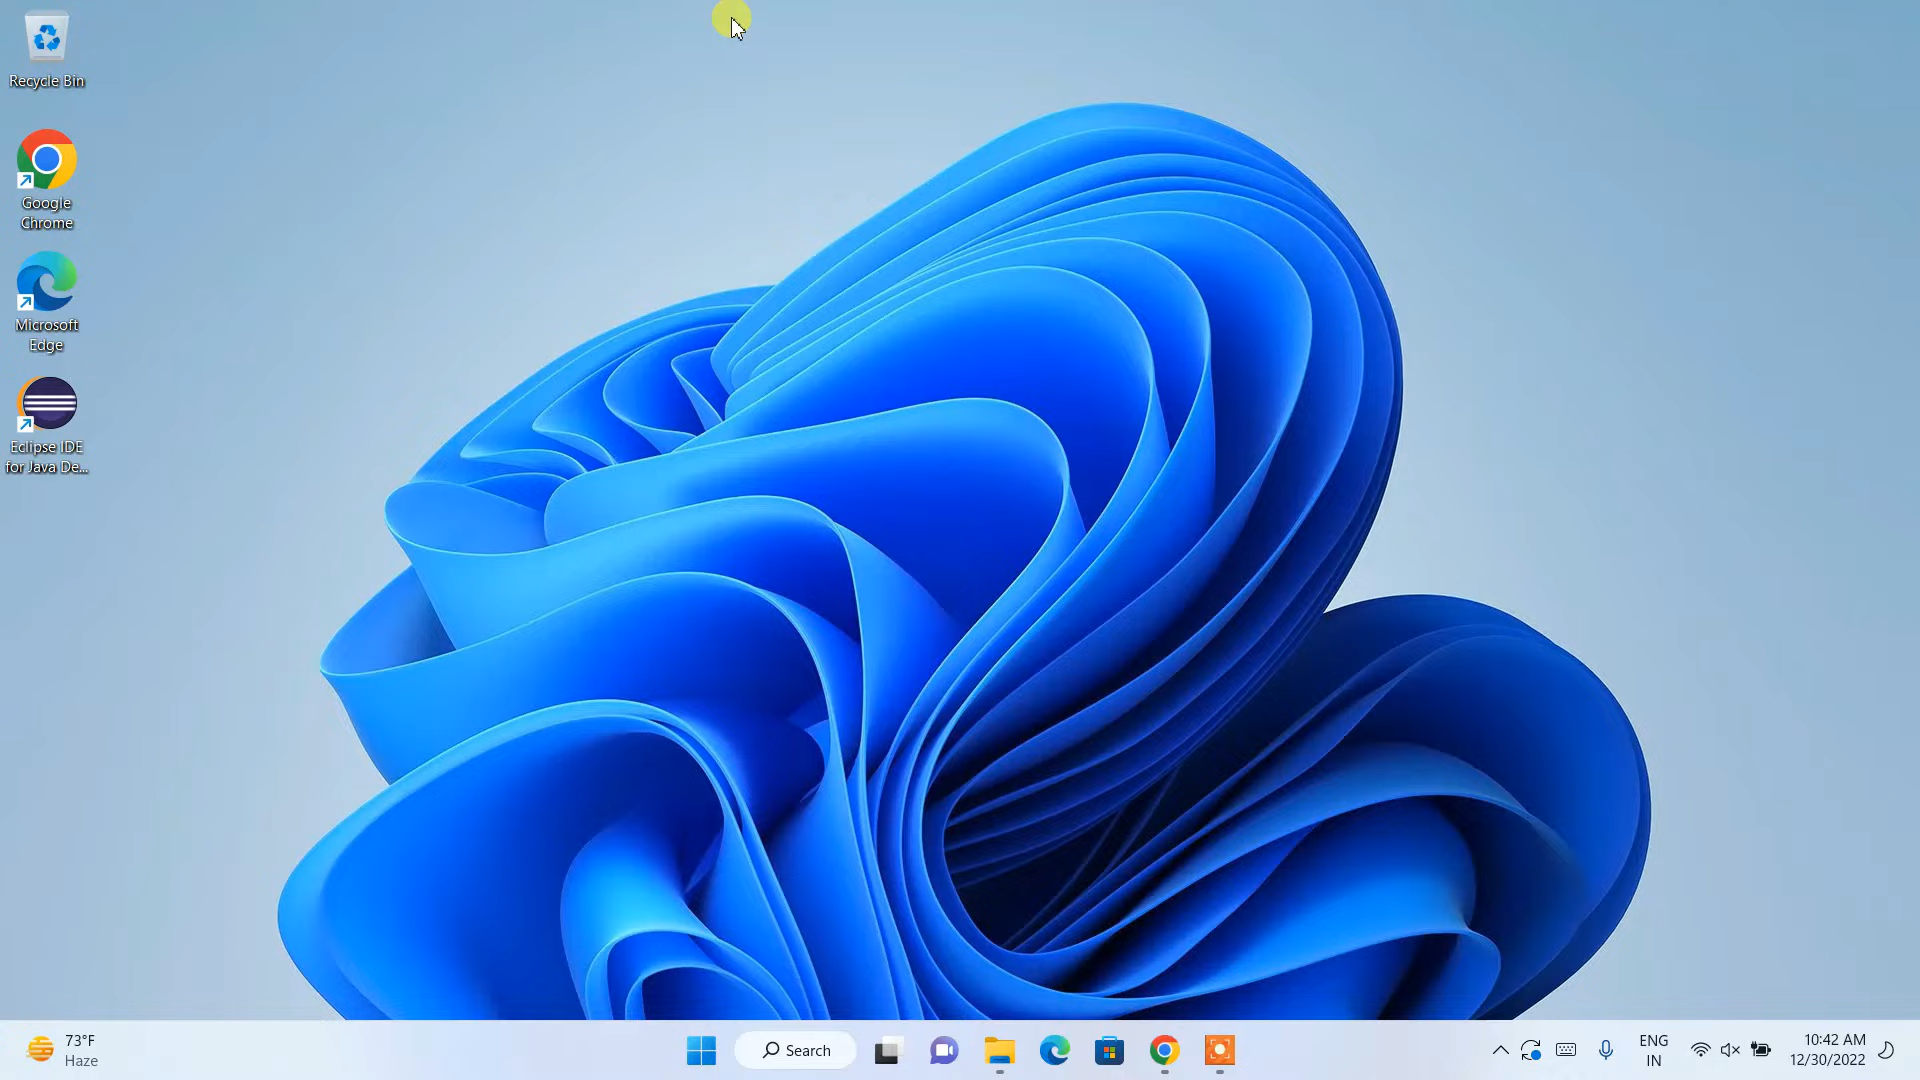 Recycle Bin
Google
Chrome
Microsoft
Edge
Eclipse IDE
for Java De...
73°F
Haze
Search
ENG
IN
10:42 AM
12/30/2022